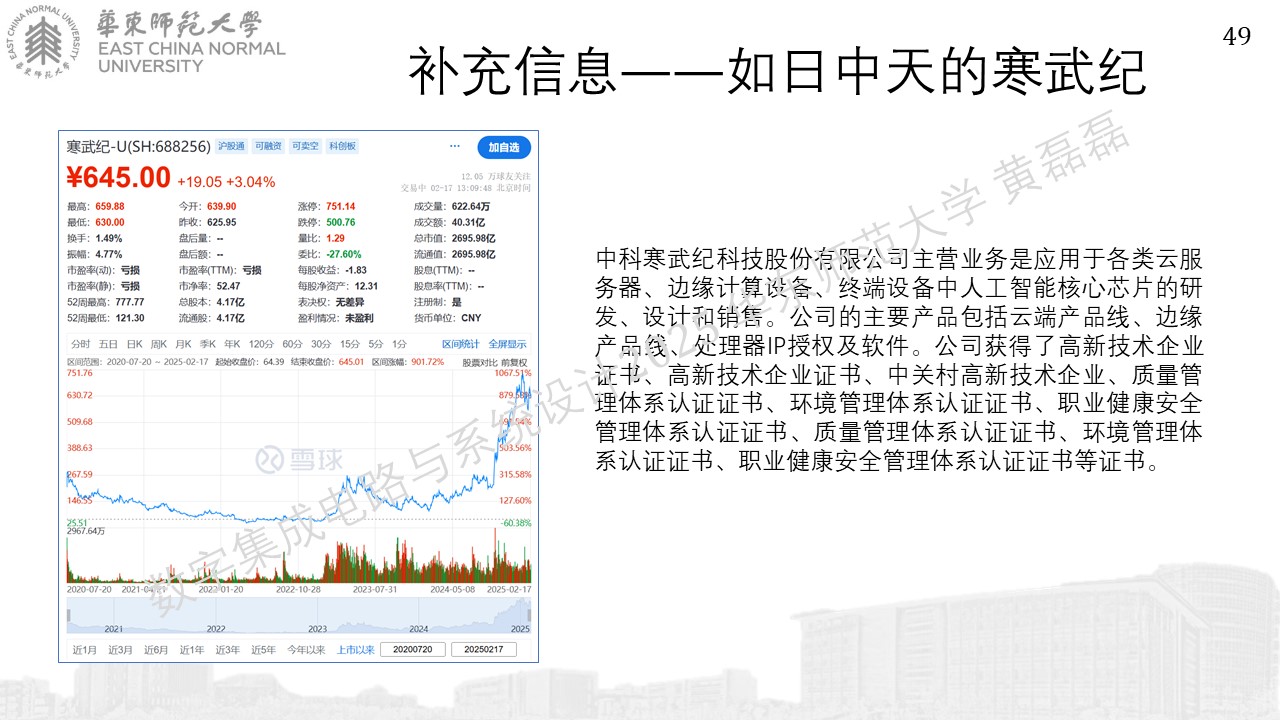 華東師範大學
EAST CHINA NORMAL
UNIVERSITY
49
补充信息——如日中天的寒武纪
寒武纪-U(SH:688256) 沪股通 可融资 可卖空 科创板 ··· 加自选
¥645.00 +19.05 +3.04%
12.05 万球友关注
交易中 02-17 13:09:48 北京时间
最高: 659.88 今开: 639.90 涨停: 751.14 成交量: 622.64万
最低: 630.00 昨收: 625.95 跌停: 500.76 成交额: 40.31亿
换手: 1.49% 盘后量: -- 量比: 1.29 总市值: 2695.98亿
振幅: 4.77% 盘后额: -- 委比: -27.60% 流通值: 2695.98亿
市盈率(动): 亏损 市盈率(TTM): 亏损 每股收益: -1.83 股息(TTM): --
市盈率(静): 亏损 市净率: 52.47 每股净资产: 12.31 股息率(TTM): --
52周最高: 777.77 总股本: 4.17亿 表决权: 无差异 注册制: 是
52周最低: 121.30 流通股: 4.17亿 盈利情况: 未盈利 货币单位: CNY
分时 五日 日K 周K 月K 季K 年K 120分 60分 30分 15分 5分 1分 区间统计 全屏显示
区间范围: 2020-07-20 ~ 2025-02-17 起始收盘价: 64.39 结束收盘价: 645.01 区间涨幅: 901.72% 股票对比 前复权
751.76 1067.51%
630.72 879.58%
509.68
388.63 503.56%
267.59 315.58%
146.55 127.60%
25.51 -60.38%
雪球
2967.64万
2020-07-20 2021-04-21 2022-01-20 2022-10-28 2023-07-31 2024-05-08 2025-02-17
2021 2022 2023 2024 2025
近1月 近3月 近6月 近1年 近3年 近5年 今年以来 上市以来 20200720 20250217
中科寒武纪科技股份有限公司主营业务是应用于各类云服
务器、边缘计算设备、终端设备中人工智能核心芯片的研
发、设计和销售。公司的主要产品包括云端产品线、边缘
产品线、处理器IP授权及软件。公司获得了高新技术企业
证书、高新技术企业证书、中关村高新技术企业、质量管
理体系认证证书、环境管理体系认证证书、职业健康安全
管理体系认证证书、质量管理体系认证证书、环境管理体
系认证证书、职业健康安全管理体系认证证书等证书。
数字集成电路与系统设计2025 华东师范大学 黄磊磊